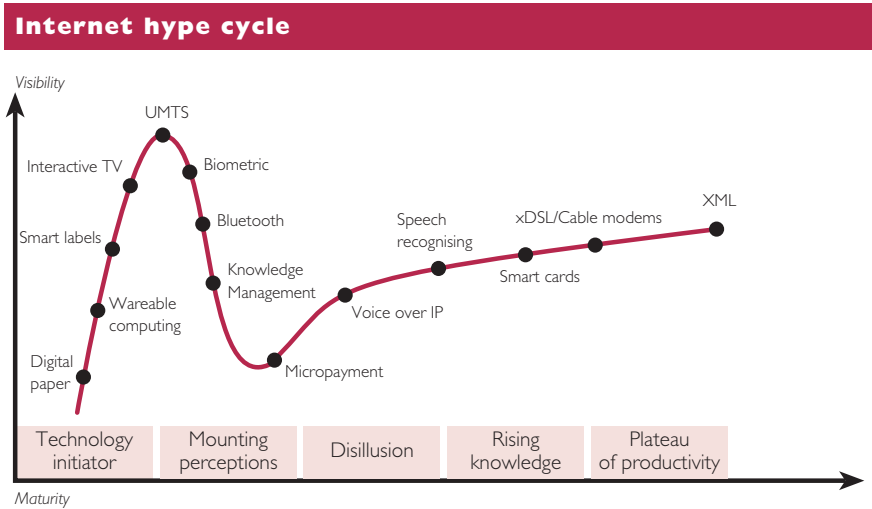 Internet hype cycle
Visibility
UMTS
Interactive TV
Biometric
Smart labels
Bluetooth
Knowledge
Management
Wareable
computing
Digital
paper
Micropayment
Voice over IP
Speech
recognising
Smart cards
xDSL/Cable modems
XML
Technology
initiator
Mounting
perceptions
Disillusion
Rising
knowledge
Plateau
of productivity
Maturity